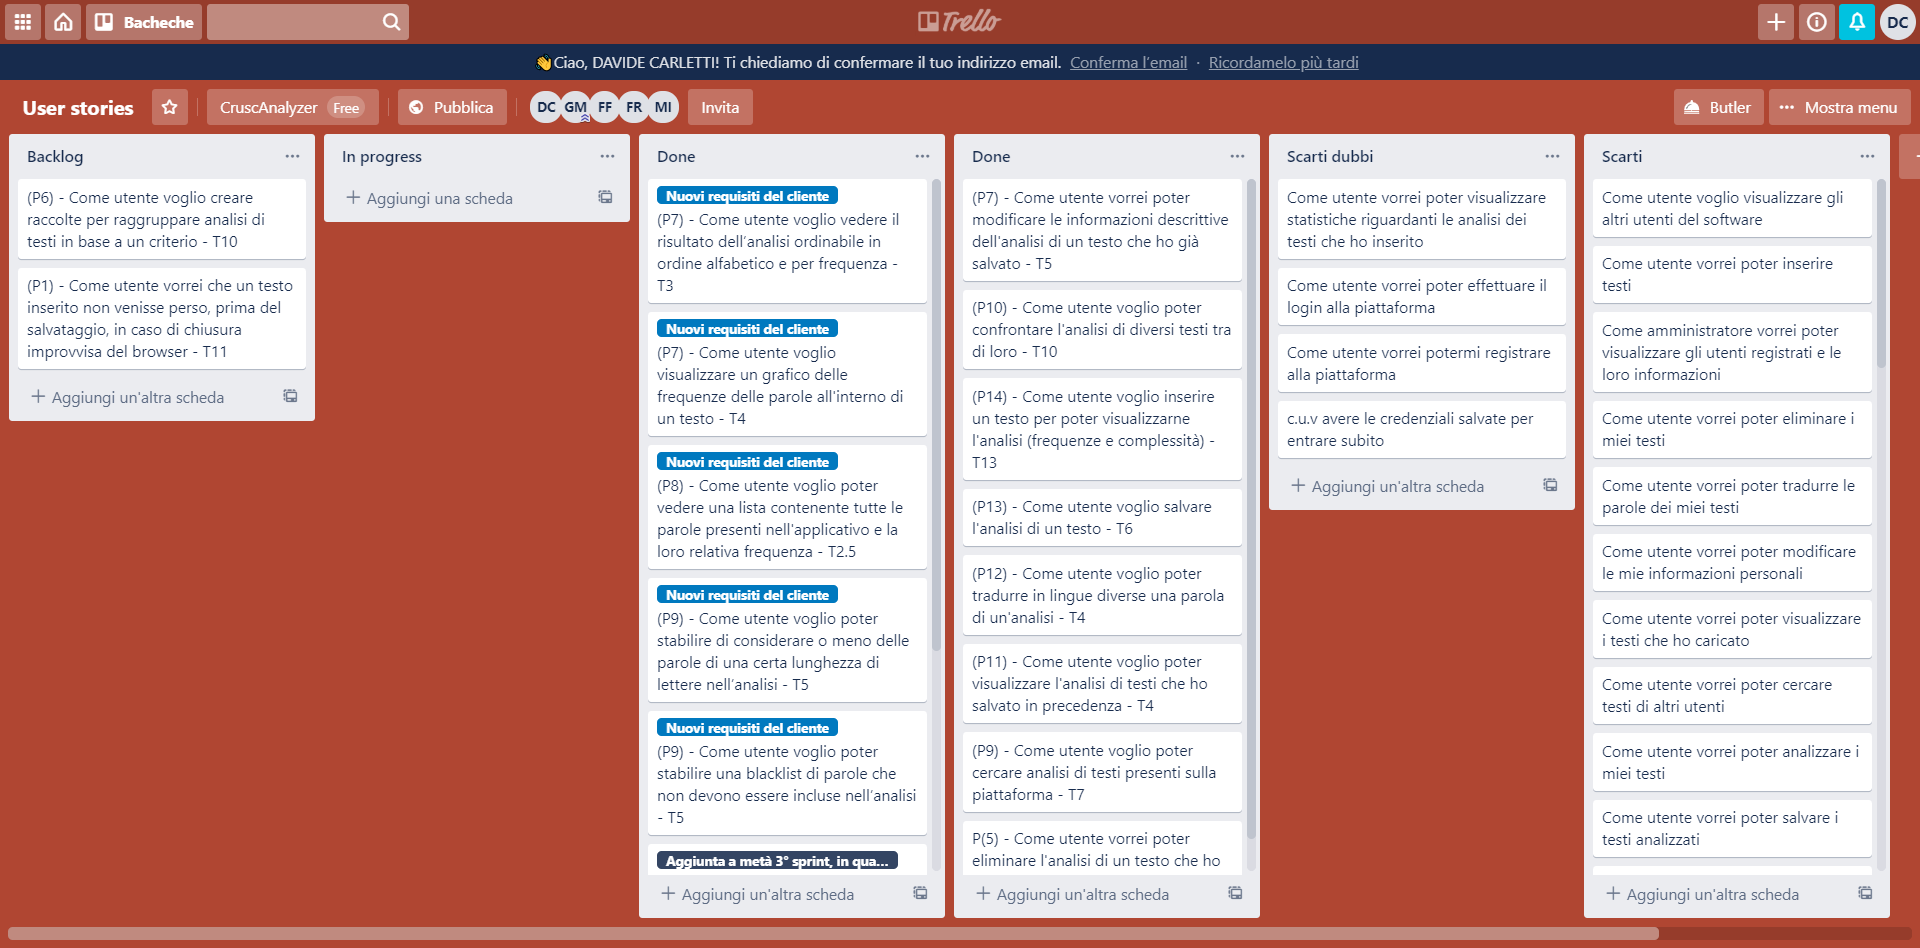 Bacheche
Trello
DC
Ciao, DAVIDE CARLETTI! Ti chiediamo di confermare il tuo indirizzo email. Conferma l'email · Ricordamelo più tardi
User stories
CruscAnalyzer Free
Pubblica
DC GM FF FR MI
Invita
Butler
Mostra menu
Backlog
(P6) - Come utente voglio creare
raccolte per raggruppare analisi di
testi in base a un criterio - T10
(P1) - Come utente vorrei che un testo
inserito non venisse perso, prima del
salvataggio, in caso di chiusura
improvvisa del browser - T11
Aggiungi un'altra scheda
In progress
Aggiungi una scheda
Done
Nuovi requisiti del cliente
(P7) - Come utente voglio vedere il
risultato dell'analisi ordinabile in
ordine alfabetico e per frequenza -
T3
Nuovi requisiti del cliente
(P7) - Come utente voglio
visualizzare un grafico delle
frequenze delle parole all'interno di
un testo - T4
Nuovi requisiti del cliente
(P8) - Come utente voglio poter
vedere una lista contenente tutte le
parole presenti nell'applicativo e la
loro relativa frequenza - T2.5
Nuovi requisiti del cliente
(P9) - Come utente voglio poter
stabilire di considerare o meno delle
parole di una certa lunghezza di
lettere nell'analisi - T5
Nuovi requisiti del cliente
(P9) - Come utente voglio poter
stabilire una blacklist di parole che
non devono essere incluse nell'analisi
- T5
Aggiunta a metà 3° sprint, in qua...
Aggiungi un'altra scheda
Done
(P7) - Come utente vorrei poter
modificare le informazioni descrittive
dell'analisi di un testo che ho già
salvato - T5
(P10) - Come utente voglio poter
confrontare l'analisi di diversi testi tra
di loro - T10
(P14) - Come utente voglio inserire
un testo per poter visualizzarne
l'analisi (frequenze e complessità) -
T13
(P13) - Come utente voglio salvare
l'analisi di un testo - T6
(P12) - Come utente voglio poter
tradurre in lingue diverse una parola
di un'analisi - T4
(P11) - Come utente voglio poter
visualizzare l'analisi di testi che ho
salvato in precedenza - T4
(P9) - Come utente voglio poter
cercare analisi di testi presenti sulla
piattaforma - T7
P(5) - Come utente vorrei poter
eliminare l'analisi di un testo che ho
Aggiungi un'altra scheda
Scarti dubbi
Come utente vorrei poter visualizzare
statistiche riguardanti le analisi dei
testi che ho inserito
Come utente vorrei poter effettuare il
login alla piattaforma
Come utente vorrei potermi registrare
alla piattaforma
c.u.v avere le credenziali salvate per
entrare subito
Aggiungi un'altra scheda
Scarti
Come utente voglio visualizzare gli
altri utenti del software
Come utente vorrei poter inserire
testi
Come amministratore vorrei poter
visualizzare gli utenti registrati e le
loro informazioni
Come utente vorrei poter eliminare i
miei testi
Come utente vorrei poter tradurre le
parole dei miei testi
Come utente vorrei poter modificare
le mie informazioni personali
Come utente vorrei poter visualizzare
i testi che ho caricato
Come utente vorrei poter cercare
testi di altri utenti
Come utente vorrei poter analizzare i
miei testi
Come utente vorrei poter salvare i
testi analizzati
Aggiungi un'altra scheda